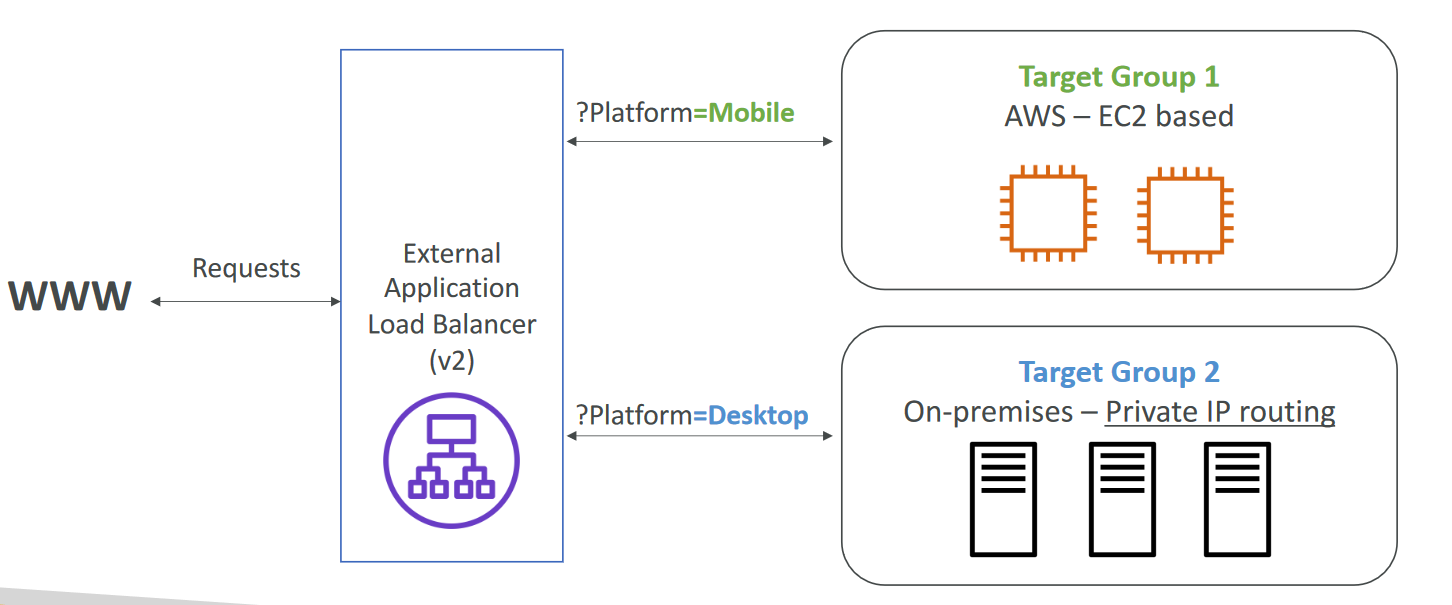 WWW
Requests
External
Application
Load Balancer
(v2)
?Platform=Mobile
?Platform=Desktop
Target Group 1
AWS – EC2 based
Target Group 2
On-premises – Private IP routing